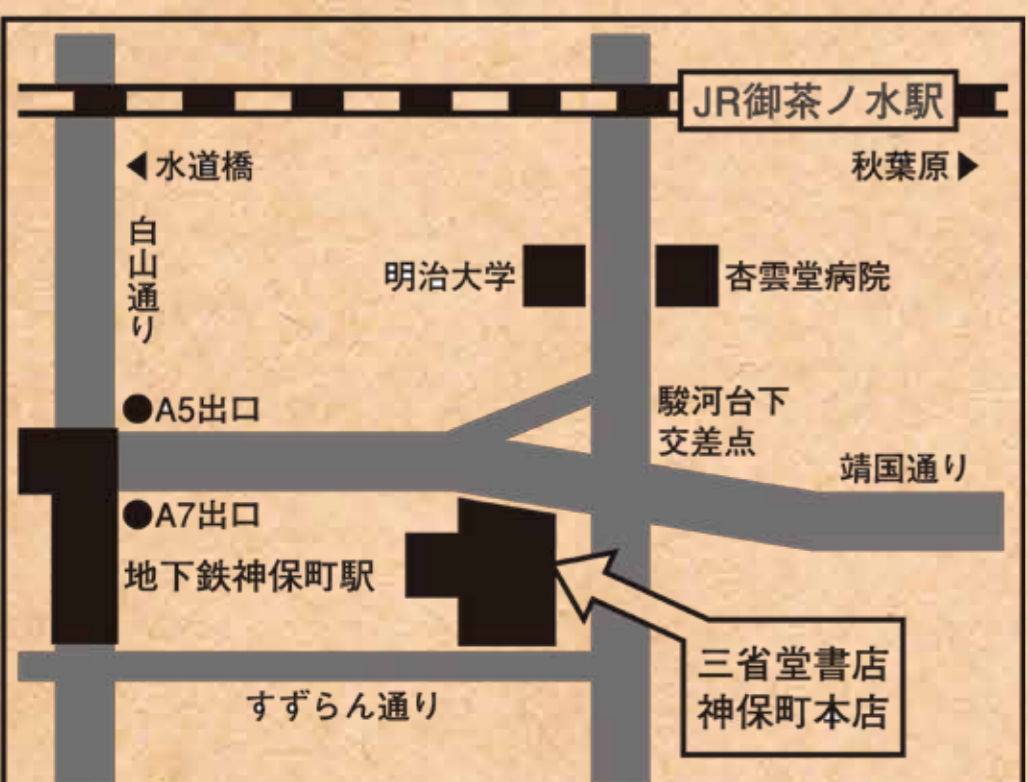 JR御茶ノ水駅
◀水道橋
秋葉原▶
白山通り
明治大学
杏雲堂病院
●A5出口
駿河台下
交差点
靖国通り
●A7出口
地下鉄神保町駅
三省堂書店
神保町本店
すずらん通り